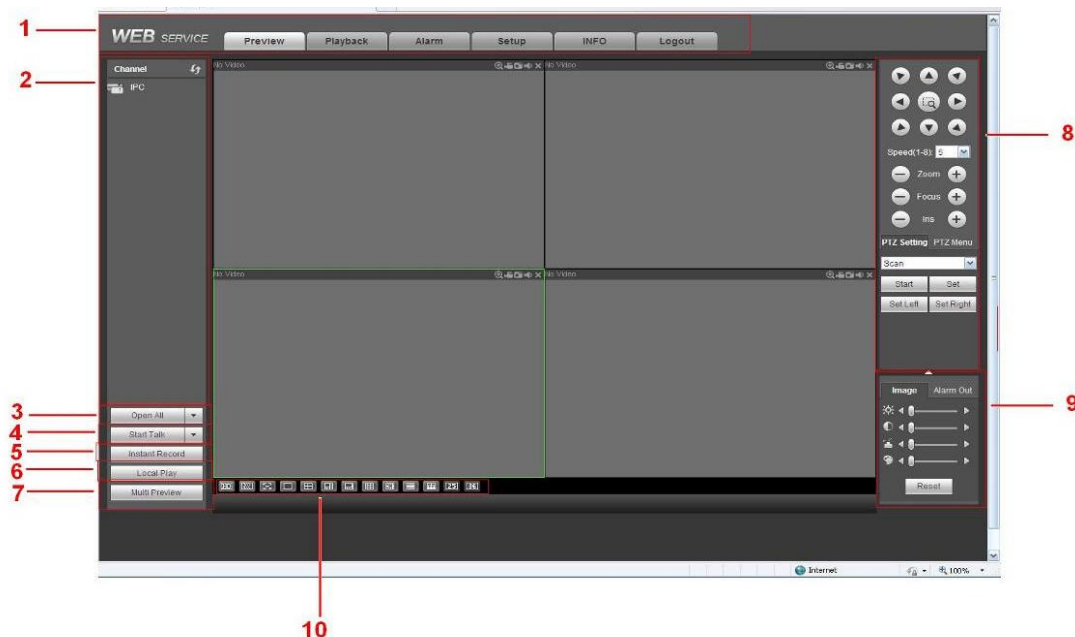 1
WEB SERVICE
Preview
Playback
Alarm
Setup
INFO
Logout
2
Channel
IPC
No Video
No Video
No Video
No Video
8
Speed(1-8): 5
Zoom
Focus
Iris
PTZ Setting
PTZ Menu
Scan
Start
Set
Set Left
Set Right
3
Open All
4
Start Talk
5
Instant Record
6
Local Play
7
Multi Preview
9
Image
Alarm Out
Reset
25
36
10
Internet
100%